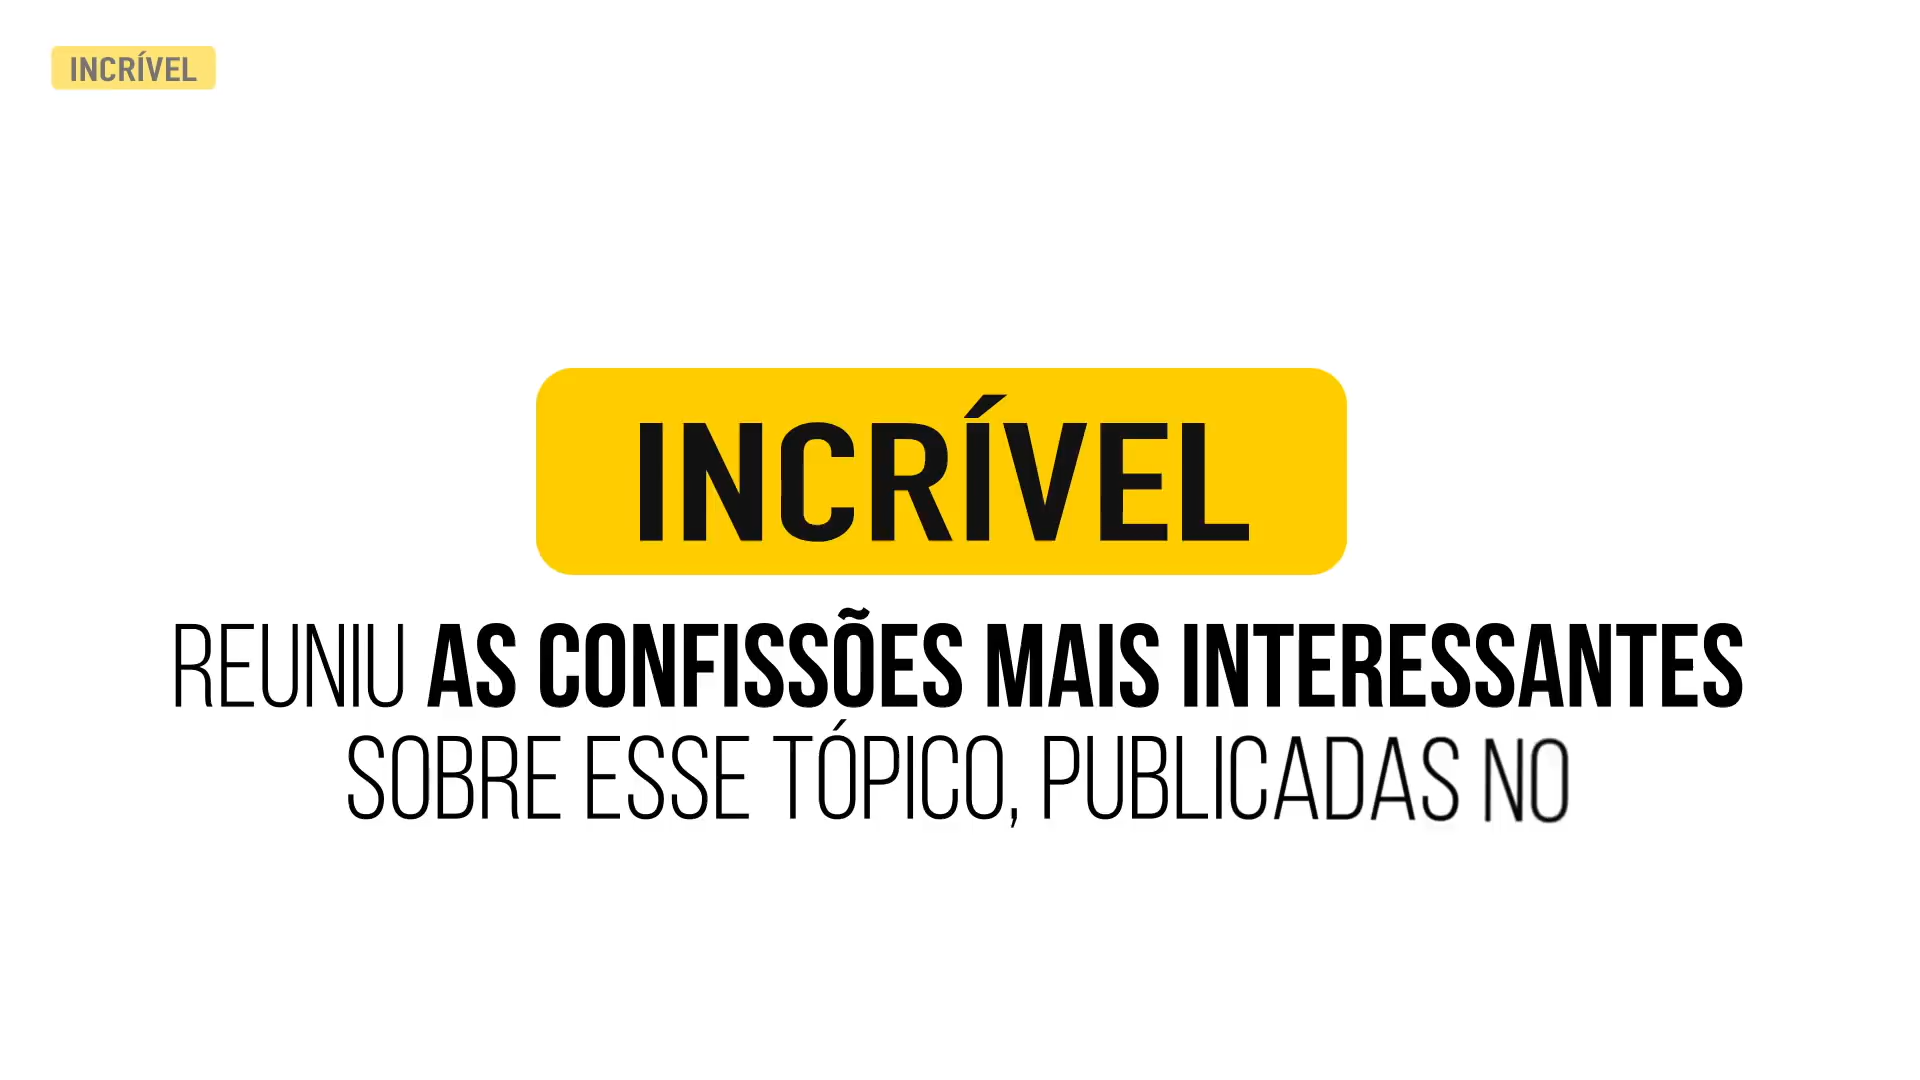 INCRÍVEL
INCRÍVEL
REUNIU AS CONFISSÕES MAIS INTERESSANTES
SOBRE ESSE TÓPICO, PUBLICADAS NO